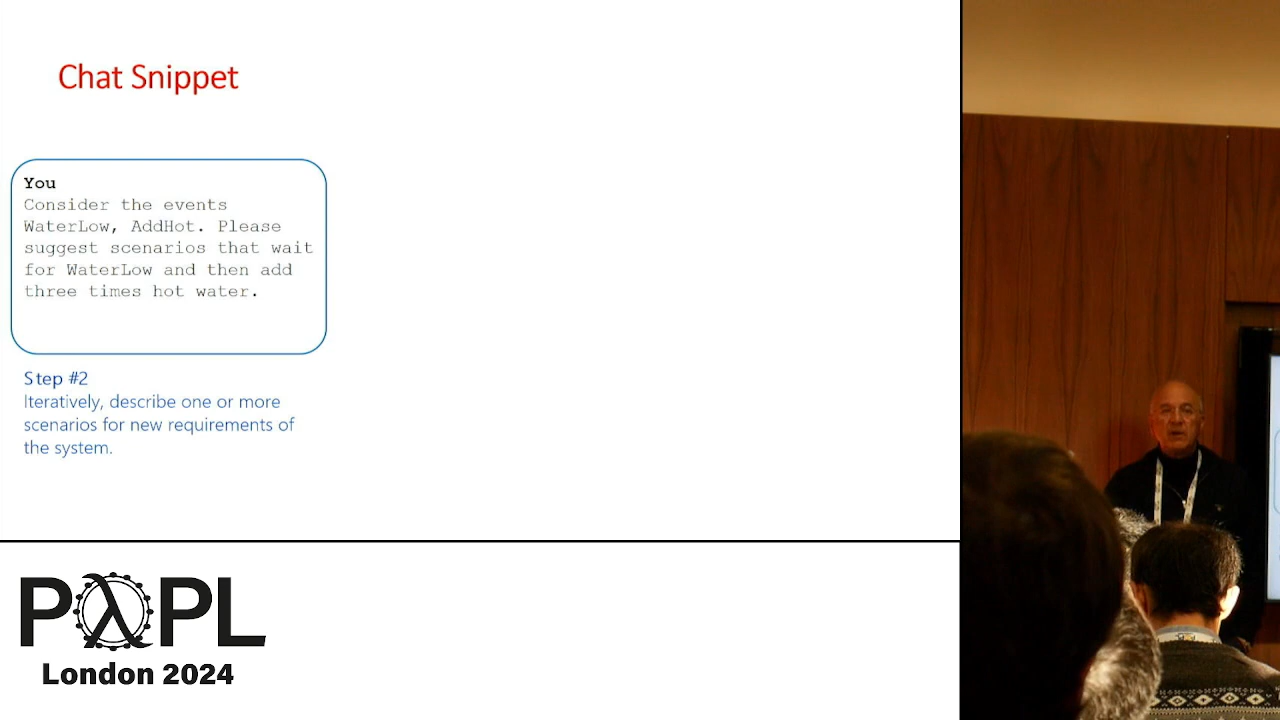 Chat Snippet
You
Consider the events
WaterLow, AddHot. Please
suggest scenarios that wait
for WaterLow and then add
three times hot water.
Step #2
Iteratively, describe one or more
scenarios for new requirements of
the system.
PλPL
London 2024